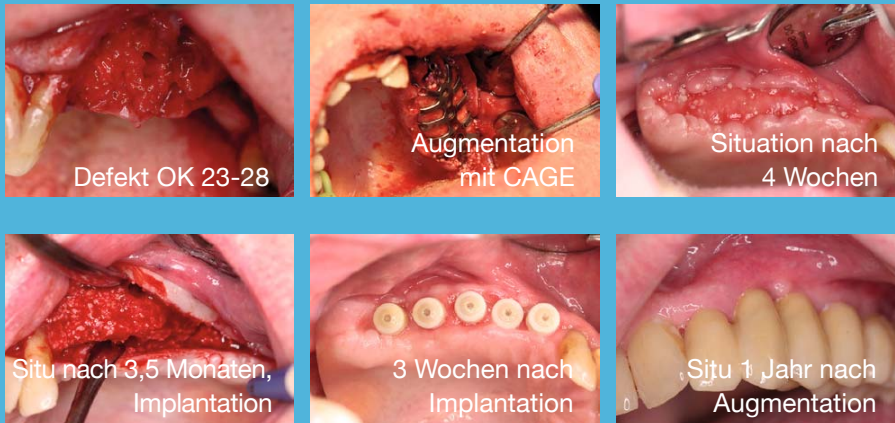 Defekt OK 23-28
Augmentation
mit CAGE
Situation nach
4 Wochen
Situ nach 3,5 Monaten,
Implantation
3 Wochen nach
Implantation
Situ 1 Jahr nach
Augmentation